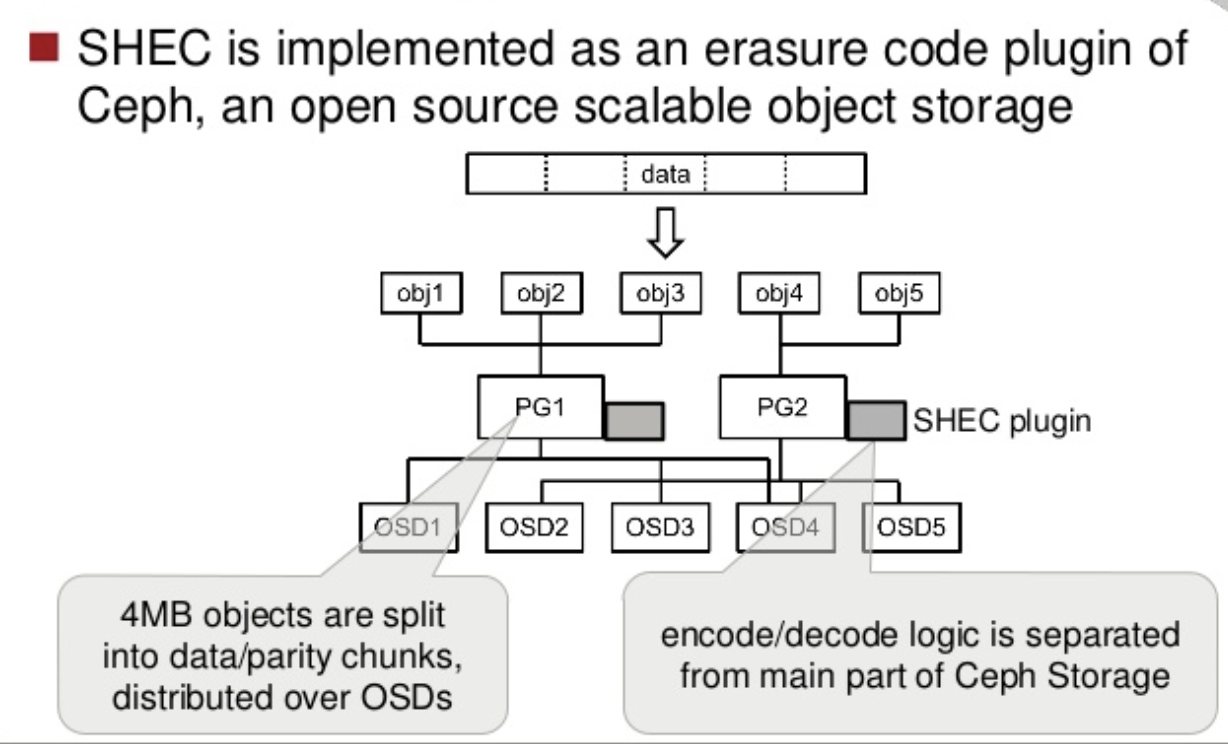 SHEC is implemented as an erasure code plugin of
Ceph, an open source scalable object storage
data
obj1 obj2 obj3 obj4 obj5
PG1 PG2 SHEC plugin
OSD1 OSD2 OSD3 OSD4 OSD5
4MB objects are split
into data/parity chunks,
distributed over OSDs
encode/decode logic is separated
from main part of Ceph Storage